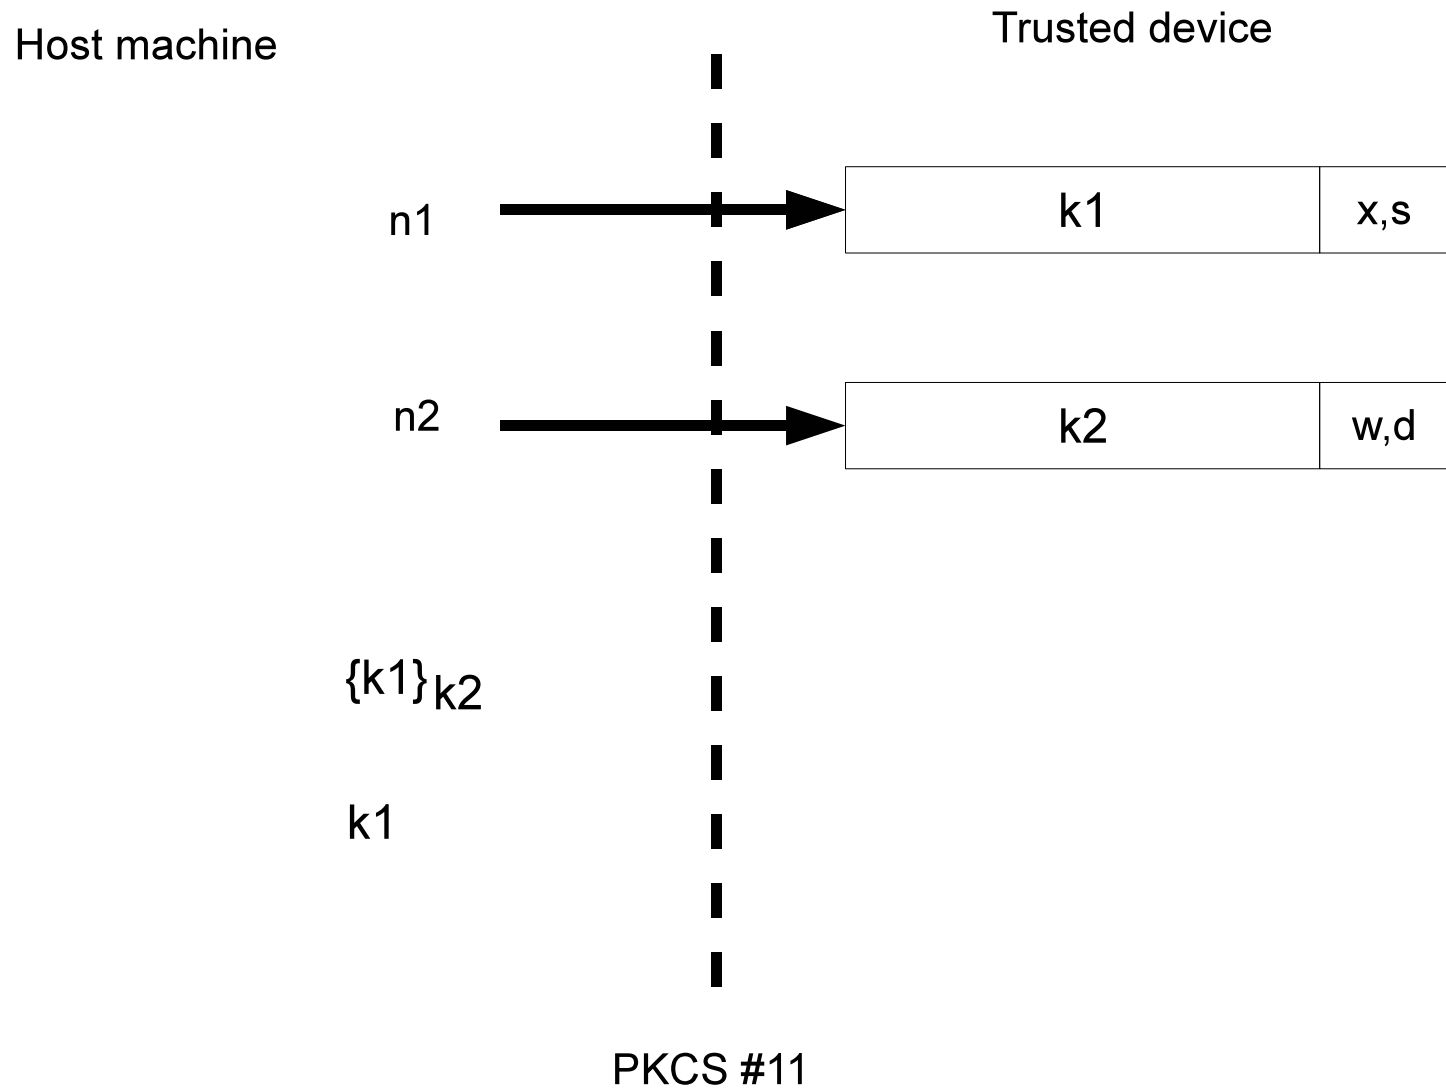 Host machine
Trusted device
n1
k1
x,s
n2
k2
w,d
{k1}k2
k1
PKCS #11